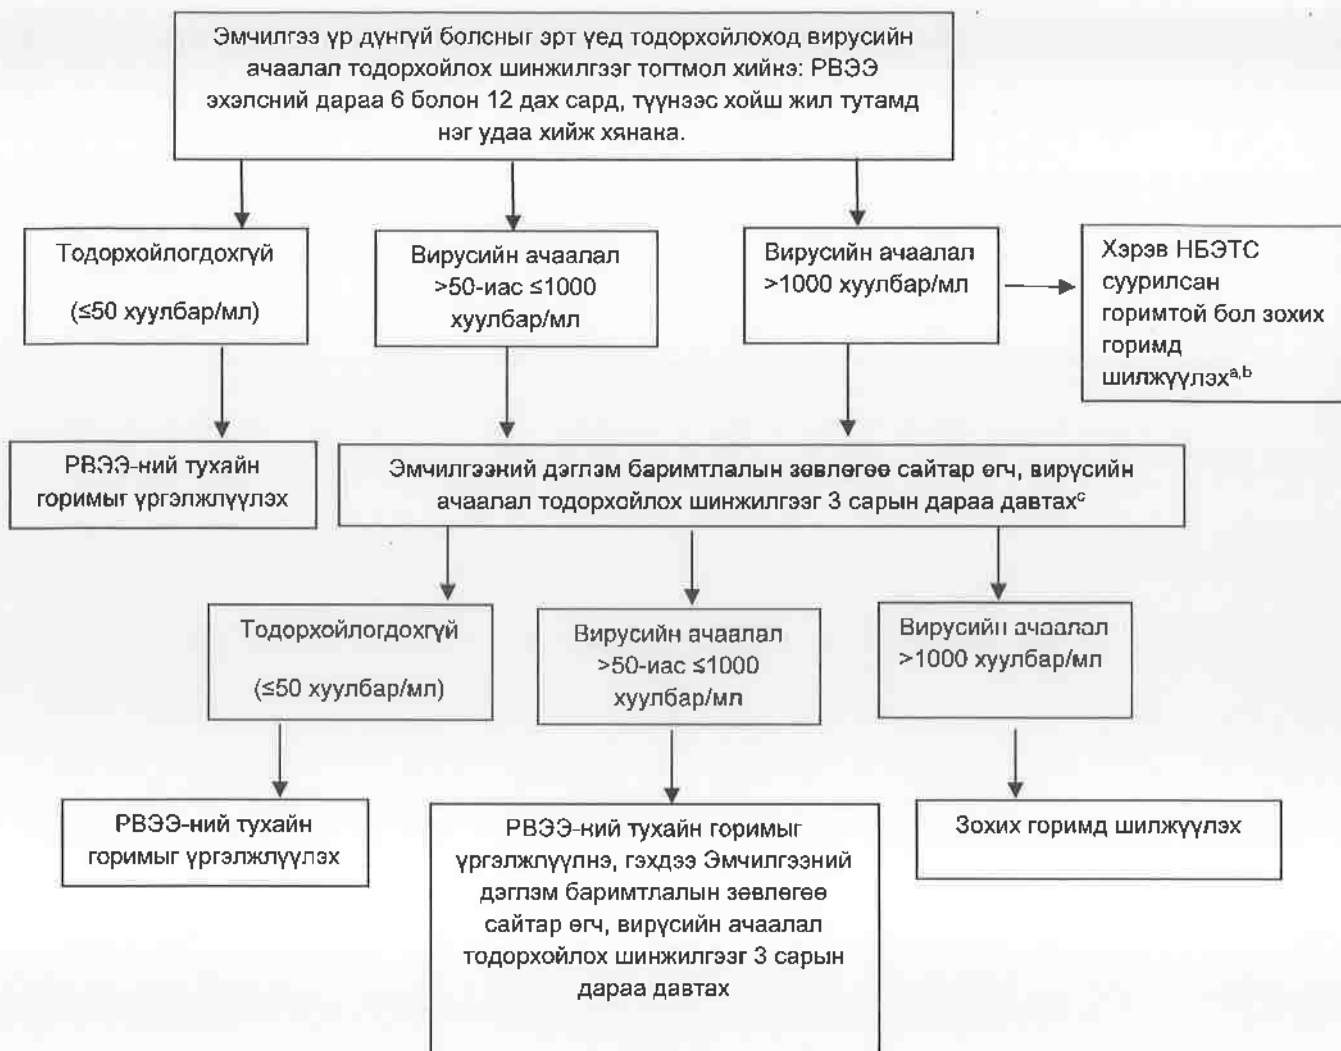 Эмчилгээ үр дүнгүй болсныг эрт үед тодорхойлоход вирусийн
ачаалал тодорхойлох шинжилгээг тогтмол хийнэ: РВЭЭ
эхэлсний дараа 6 болон 12 дах сард, түүнээс хойш жил тутамд
нэг удаа хийж хянана.
Тодорхойлогдохгүй
(≤50 хуулбар/мл)
Вирусийн ачаалал
>50-иас ≤1000
хуулбар/мл
Вирусийн ачаалал
>1000 хуулбар/мл
Хэрэв НБЭТС
суурилсан
горимтой бол зохих
горимд
шилжүүлэх^a,b
РВЭЭ-ний тухайн
горимыг үргэлжлүүлэх
Эмчилгээний дэглэм баримтлалын зөвлөгөө сайтар өгч, вирүсийн
ачаалал тодорхойлох шинжилгээг 3 сарын дараа давтах^c
Тодорхойлогдохгүй
(≤50 хуулбар/мл)
Вирусийн ачаалал
>50-иас ≤1000
хуулбар/мл
Вирусийн ачаалал
>1000 хуулбар/мл
РВЭЭ-ний тухайн
горимыг үргэлжлүүлэх
РВЭЭ-ний тухайн горимыг
үргэлжлүүлнэ, гэхдээ Эмчилгээний
дэглэм баримтлалын зөвлөгөө
сайтар өгч, вирүсийн ачаалал
тодорхойлох шинжилгээг 3 сарын
дараа давтах
Зохих горимд шилжүүлэх